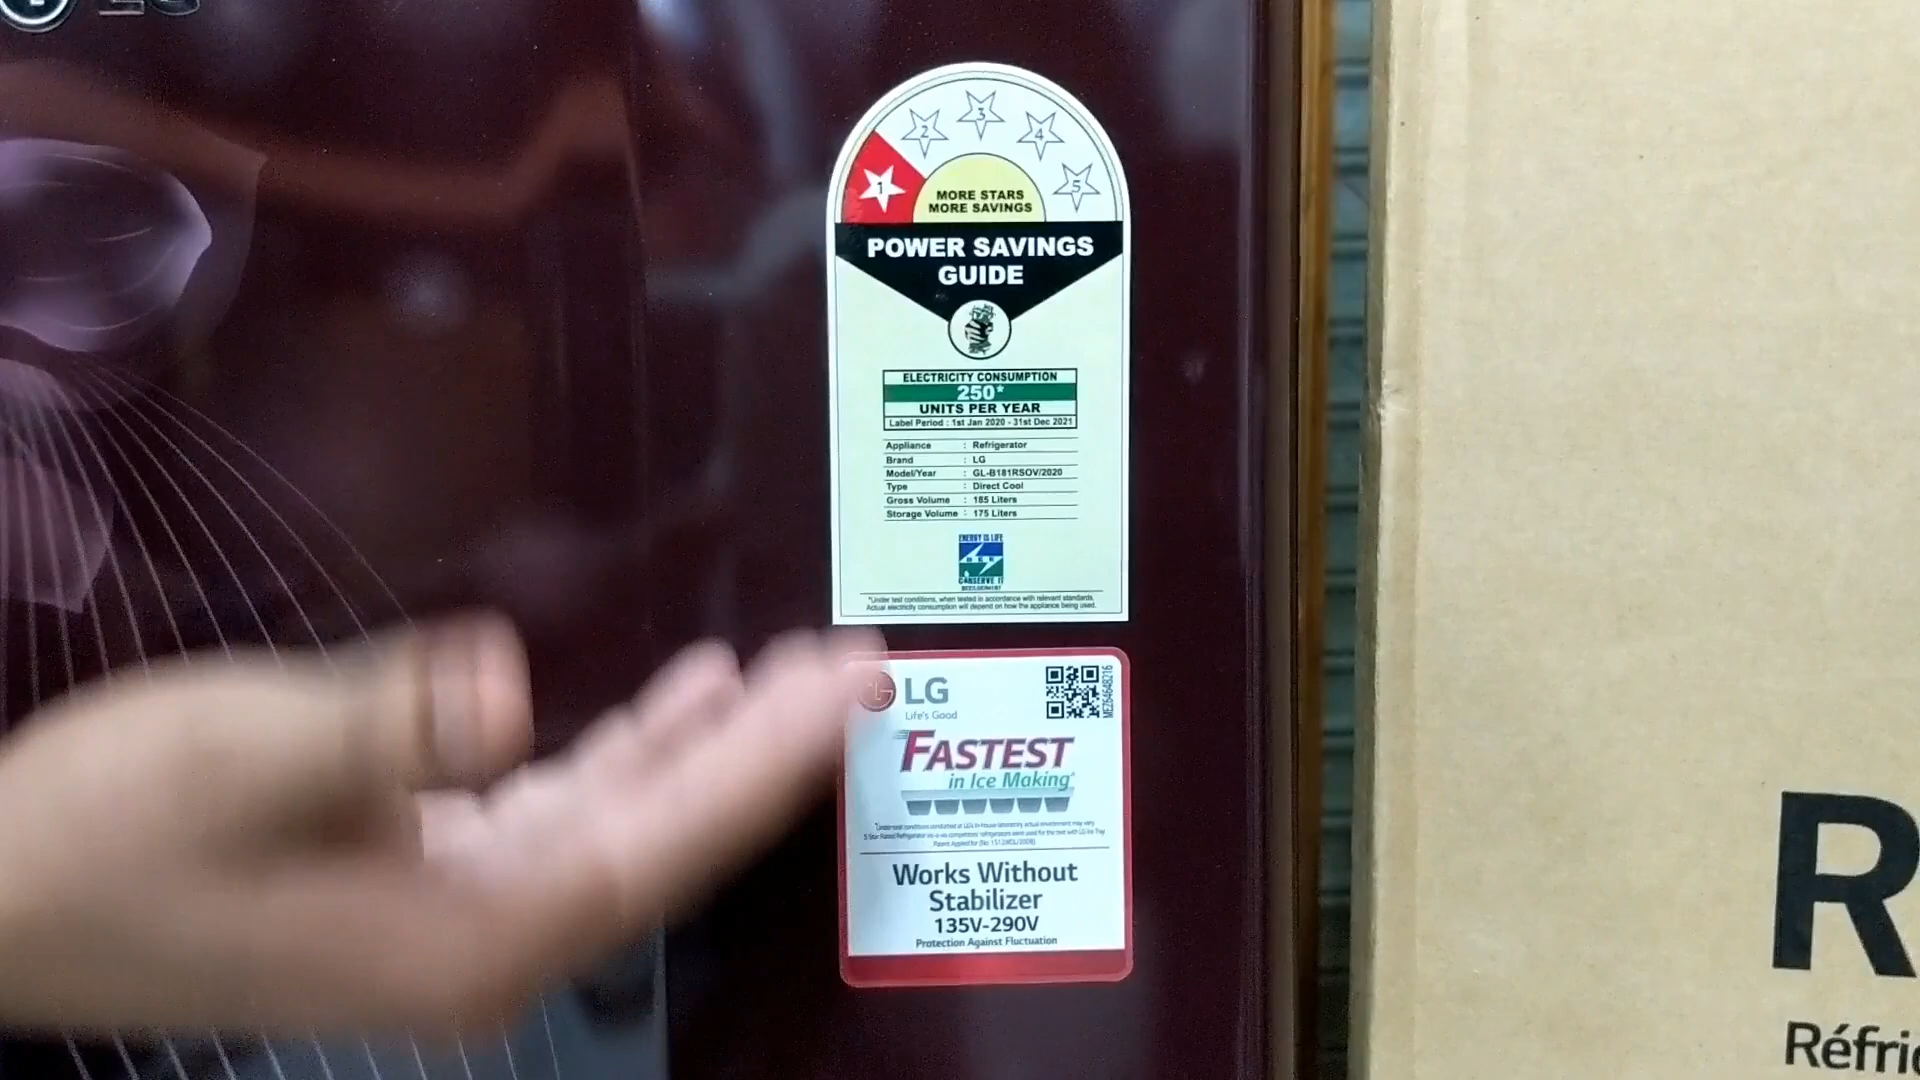 LG
1
2
3
4
5
MORE STARS
MORE SAVINGS
POWER SAVINGS
GUIDE
ELECTRICITY CONSUMPTION
250*
UNITS PER YEAR
Label Period : 1st Jan 2020 - 31st Dec 2021
Appliance : Refrigerator
Brand : LG
Model/Year : GL-B181RSOV/2020
Type : Direct Cool
Gross Volume : 185 Liters
Storage Volume : 175 Liters
ENERGY IS LIFE
BEE
CONSERVE IT
*Under test conditions, when tested in accordance with relevant standards.
Actual electricity consumption will depend on how the appliance being used.
LG
Life's Good
MEZ64648216
FASTEST
in Ice Making*
Works Without
Stabilizer
135V-290V
Protection Against Fluctuation
R
Réfri